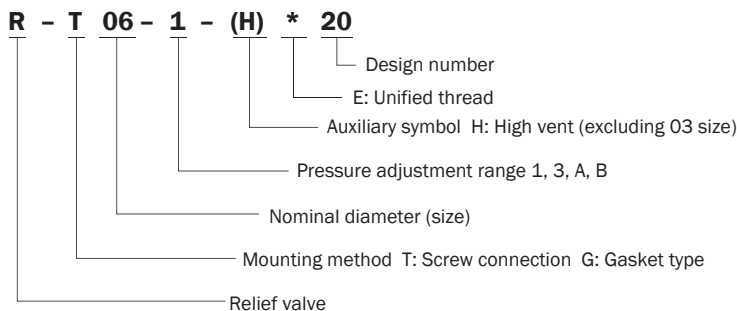 R – T 06 – 1 – (H) * 20
Design number
E: Unified thread
Auxiliary symbol H: High vent (excluding 03 size)
Pressure adjustment range 1, 3, A, B
Nominal diameter (size)
Mounting method T: Screw connection G: Gasket type
Relief valve